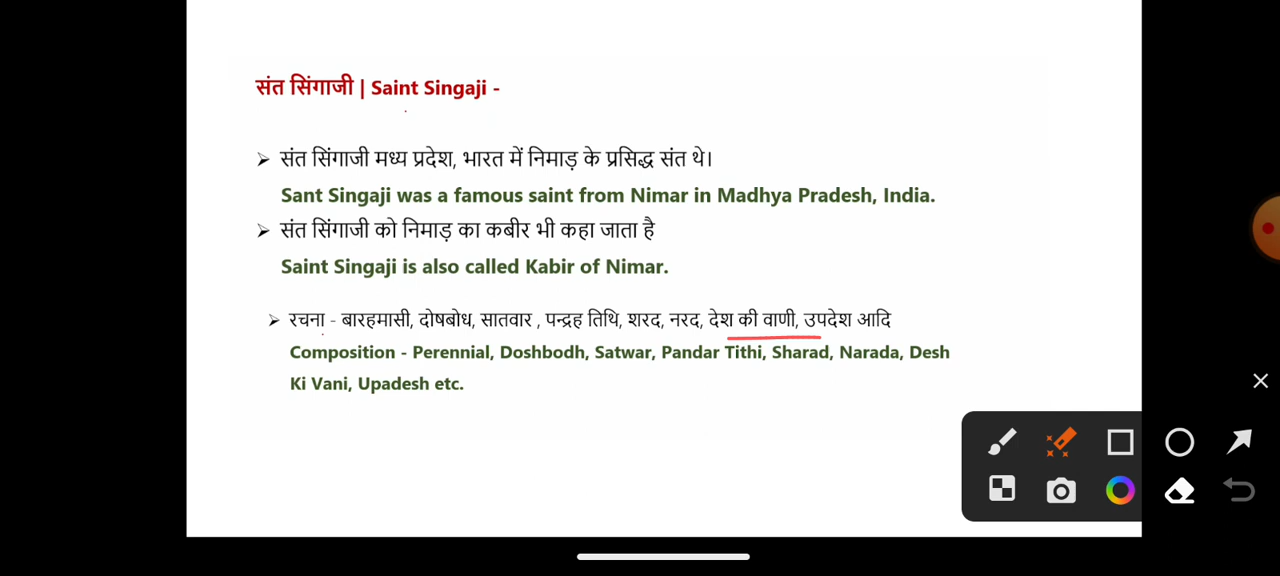 संत सिंगाजी | Saint Singaji -
➢ संत सिंगाजी मध्य प्रदेश, भारत में निमाड़ के प्रसिद्ध संत थे।
Sant Singaji was a famous saint from Nimar in Madhya Pradesh, India.
➢ संत सिंगाजी को निमाड़ का कबीर भी कहा जाता है
Saint Singaji is also called Kabir of Nimar.
➢ रचना - बारहमासी, दोषबोध, सातवार , पन्द्रह तिथि, शरद, नरद, देश की वाणी, उपदेश आदि
Composition - Perennial, Doshbodh, Satwar, Pandar Tithi, Sharad, Narada, Desh
Ki Vani, Upadesh etc.